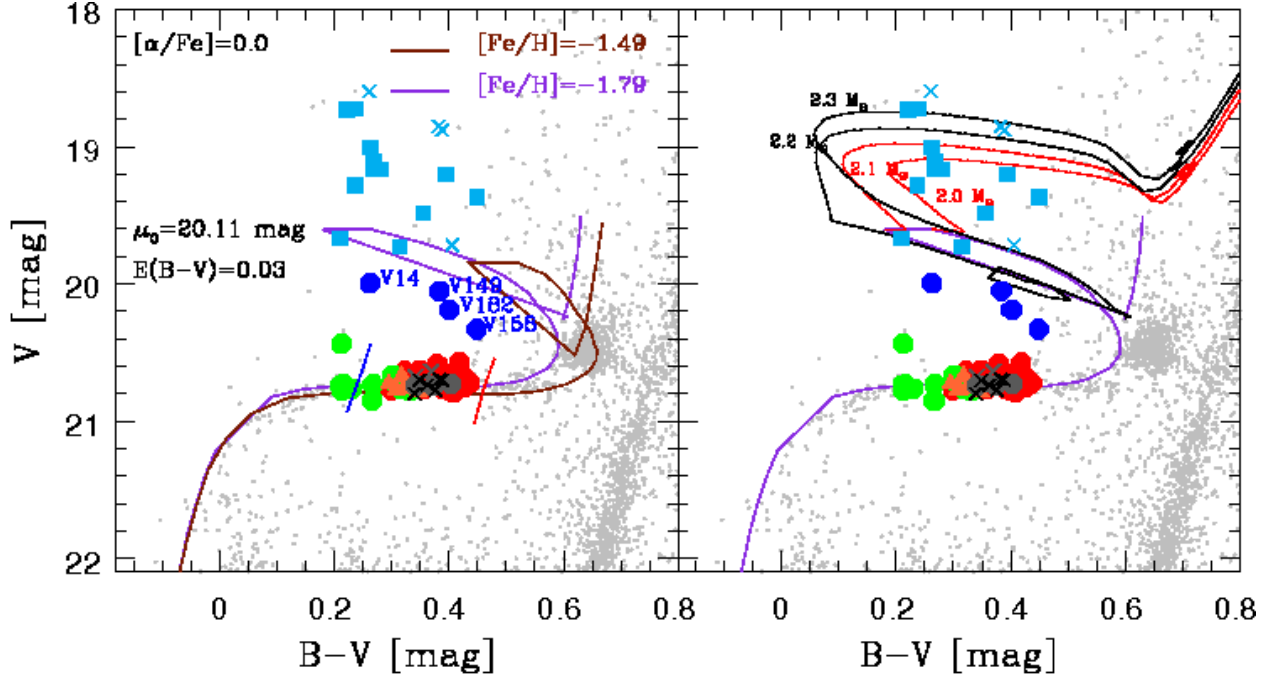 18
19
20
21
22
V [mag]
[α/Fe]=0.0
[Fe/H]=−1.49
[Fe/H]=−1.79
μ₀=20.11 mag
E(B−V)=0.03
V14
V149
V182
V158
0 0.2 0.4 0.6 0.8
B−V [mag]
2.3 M⊙
2.2 M⊙
2.1 M⊙
2.0 M⊙
0 0.2 0.4 0.6 0.8
B−V [mag]